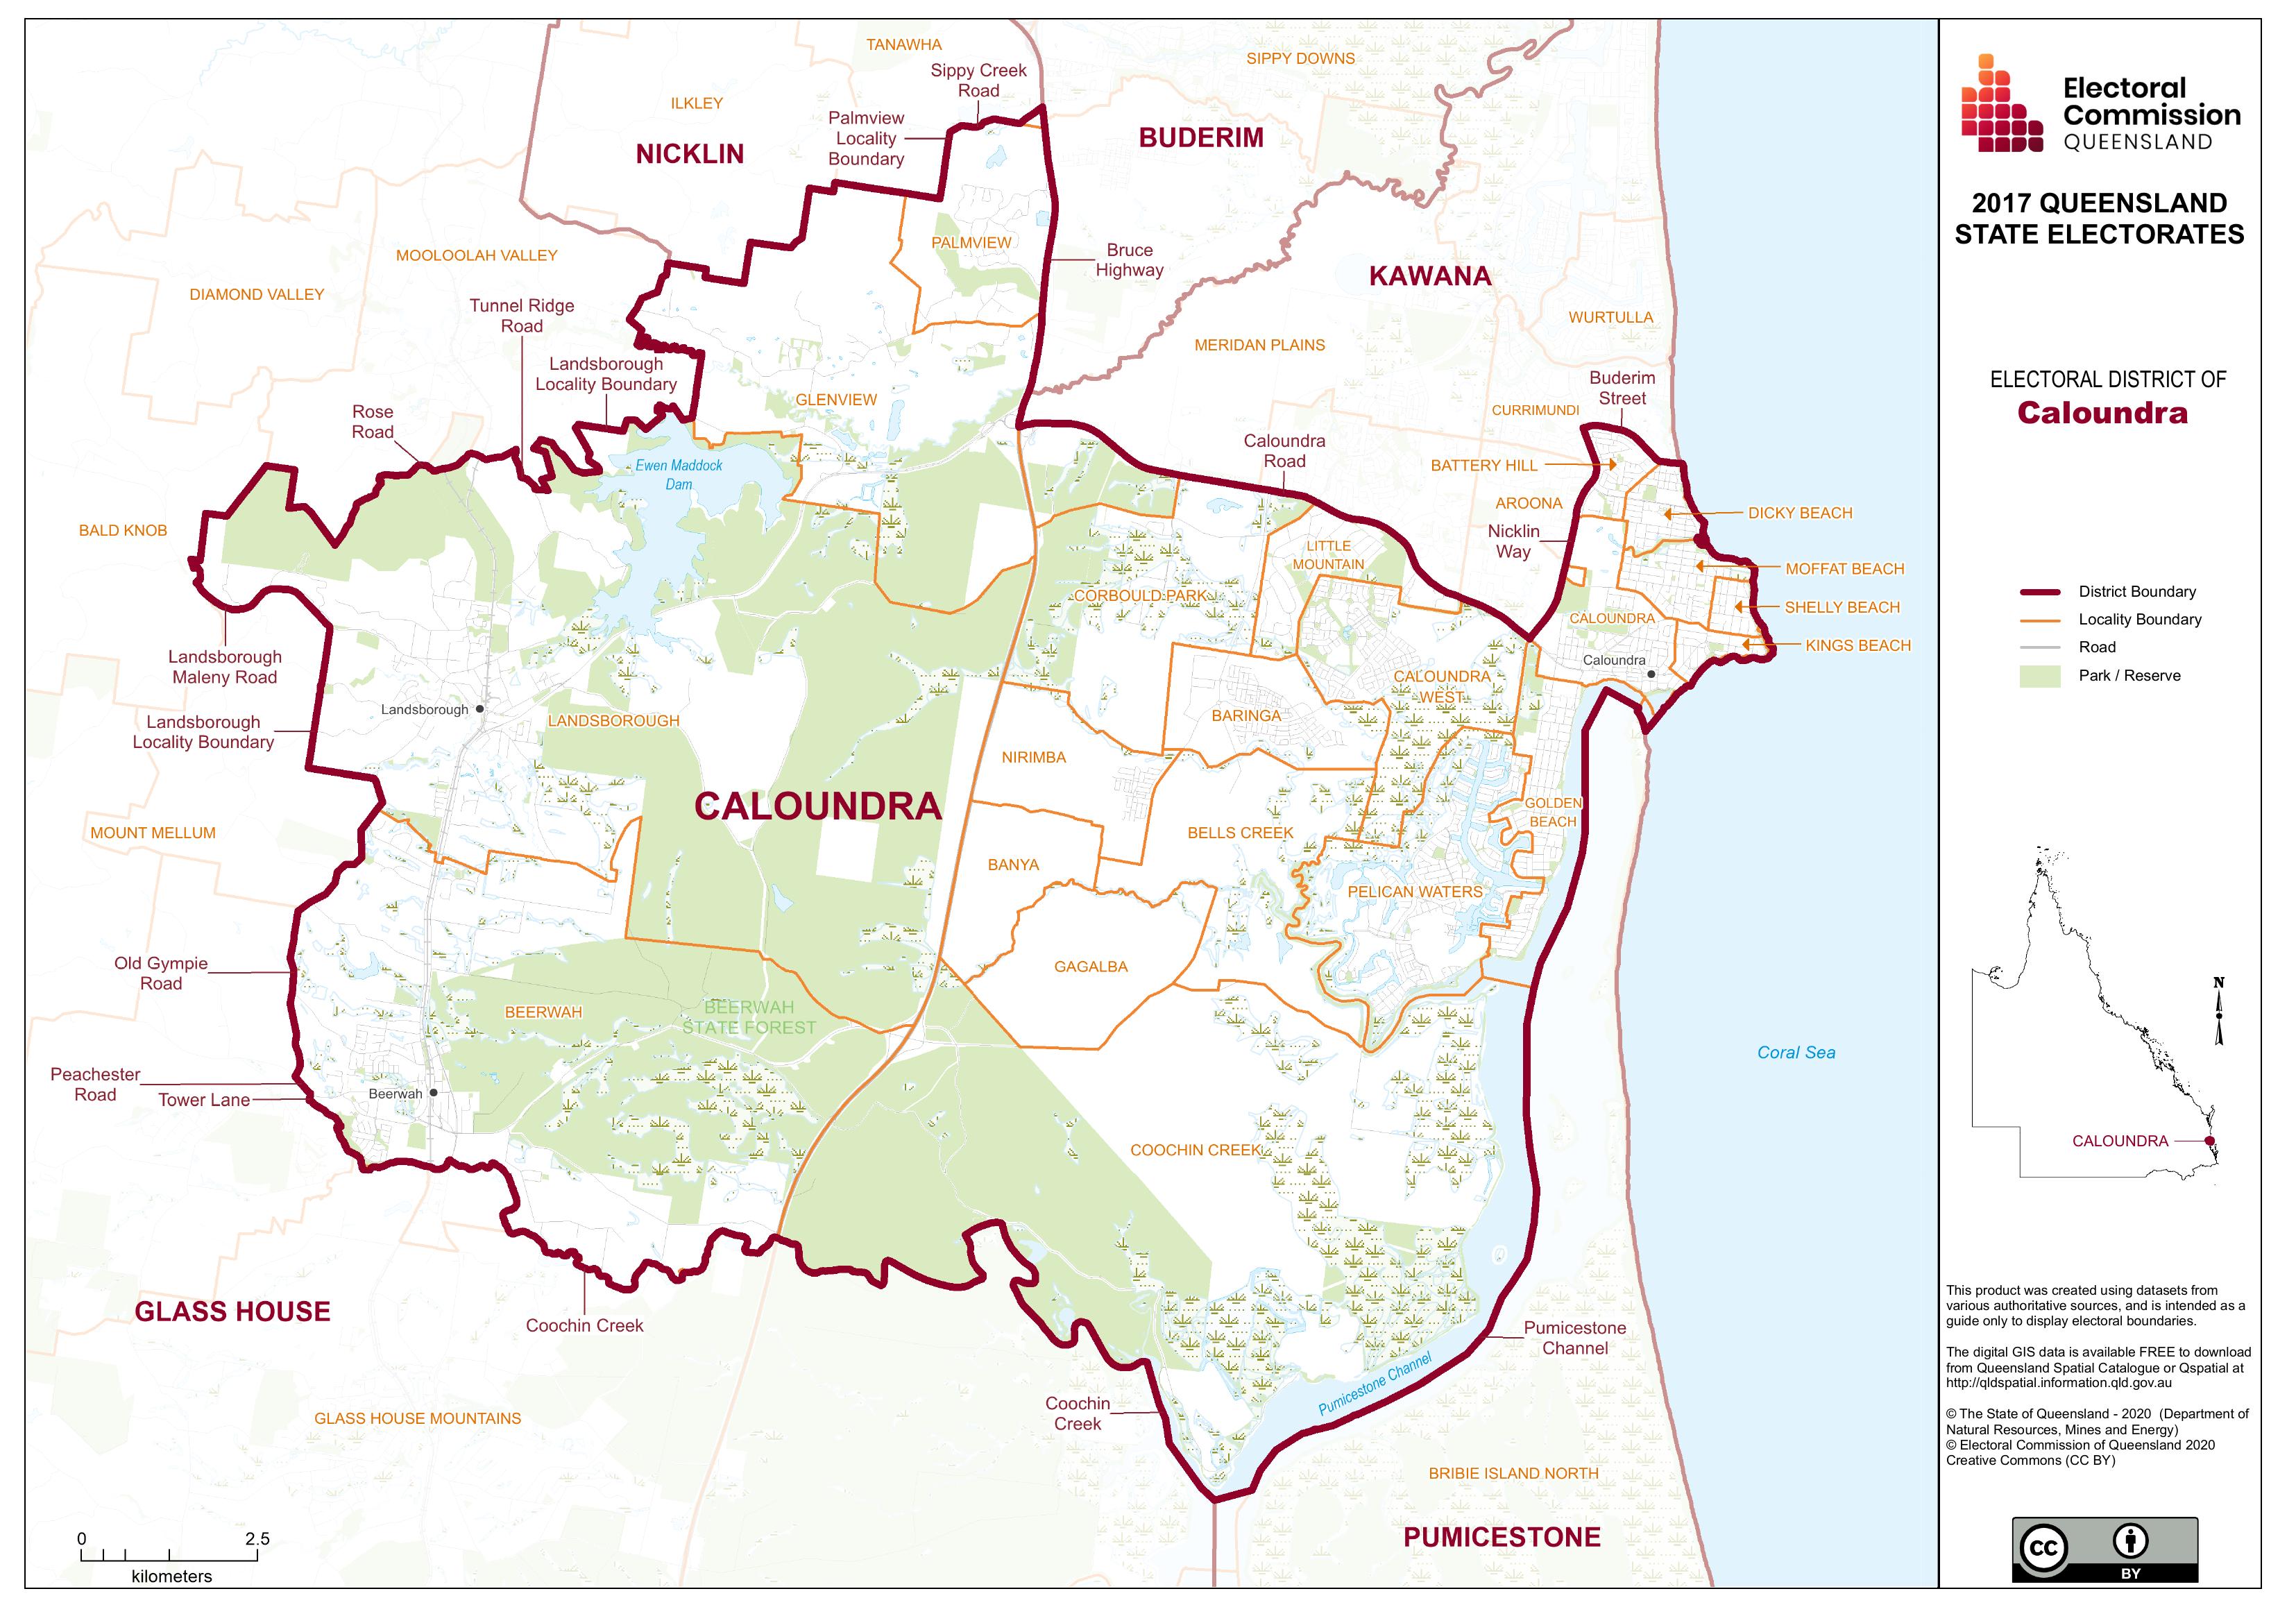 TANAWHA
SIPPY DOWNS
Sippy Creek
Road
ILKLEY
Palmview
Locality
Boundary
NICKLIN
BUDERIM
PALMVIEW
MOOLOOLAH VALLEY
Bruce
Highway
KAWANA
DIAMOND VALLEY
Tunnel Ridge
Road
WURTULLA
MERIDAN PLAINS
Landsborough
Locality Boundary
Buderim
Street
GLENVIEW
CURRIMUNDI
Rose
Road
Caloundra
Road
Ewen Maddock
Dam
BATTERY HILL
AROONA
DICKY BEACH
BALD KNOB
Nicklin
Way
LITTLE
MOUNTAIN
MOFFAT BEACH
CORBOULD PARK
SHELLY BEACH
CALOUNDRA
KINGS BEACH
Landsborough
Maleny Road
Caloundra
CALOUNDRA
WEST
Landsborough
LANDSBOROUGH
BARINGA
Landsborough
Locality Boundary
NIRIMBA
CALOUNDRA
GOLDEN
BEACH
MOUNT MELLUM
BELLS CREEK
BANYA
PELICAN WATERS
Old Gympie
Road
GAGALBA
BEERWAH
BEERWAH
STATE FOREST
Coral Sea
Peachester
Road
Tower Lane
Beerwah
COOCHIN CREEK
GLASS HOUSE
Coochin Creek
Pumicestone
Channel
Pumicestone Channel
Coochin
Creek
GLASS HOUSE MOUNTAINS
BRIBIE ISLAND NORTH
PUMICESTONE
0 2.5
kilometers
Electoral
Commission
QUEENSLAND
2017 QUEENSLAND
STATE ELECTORATES
ELECTORAL DISTRICT OF
Caloundra
District Boundary
Locality Boundary
Road
Park / Reserve
N
CALOUNDRA
This product was created using datasets from
various authoritative sources, and is intended as a
guide only to display electoral boundaries.
The digital GIS data is available FREE to download
from Queensland Spatial Catalogue or Qspatial at
http://qldspatial.information.qld.gov.au
© The State of Queensland - 2020 (Department of
Natural Resources, Mines and Energy)
© Electoral Commission of Queensland 2020
Creative Commons (CC BY)
CC
BY